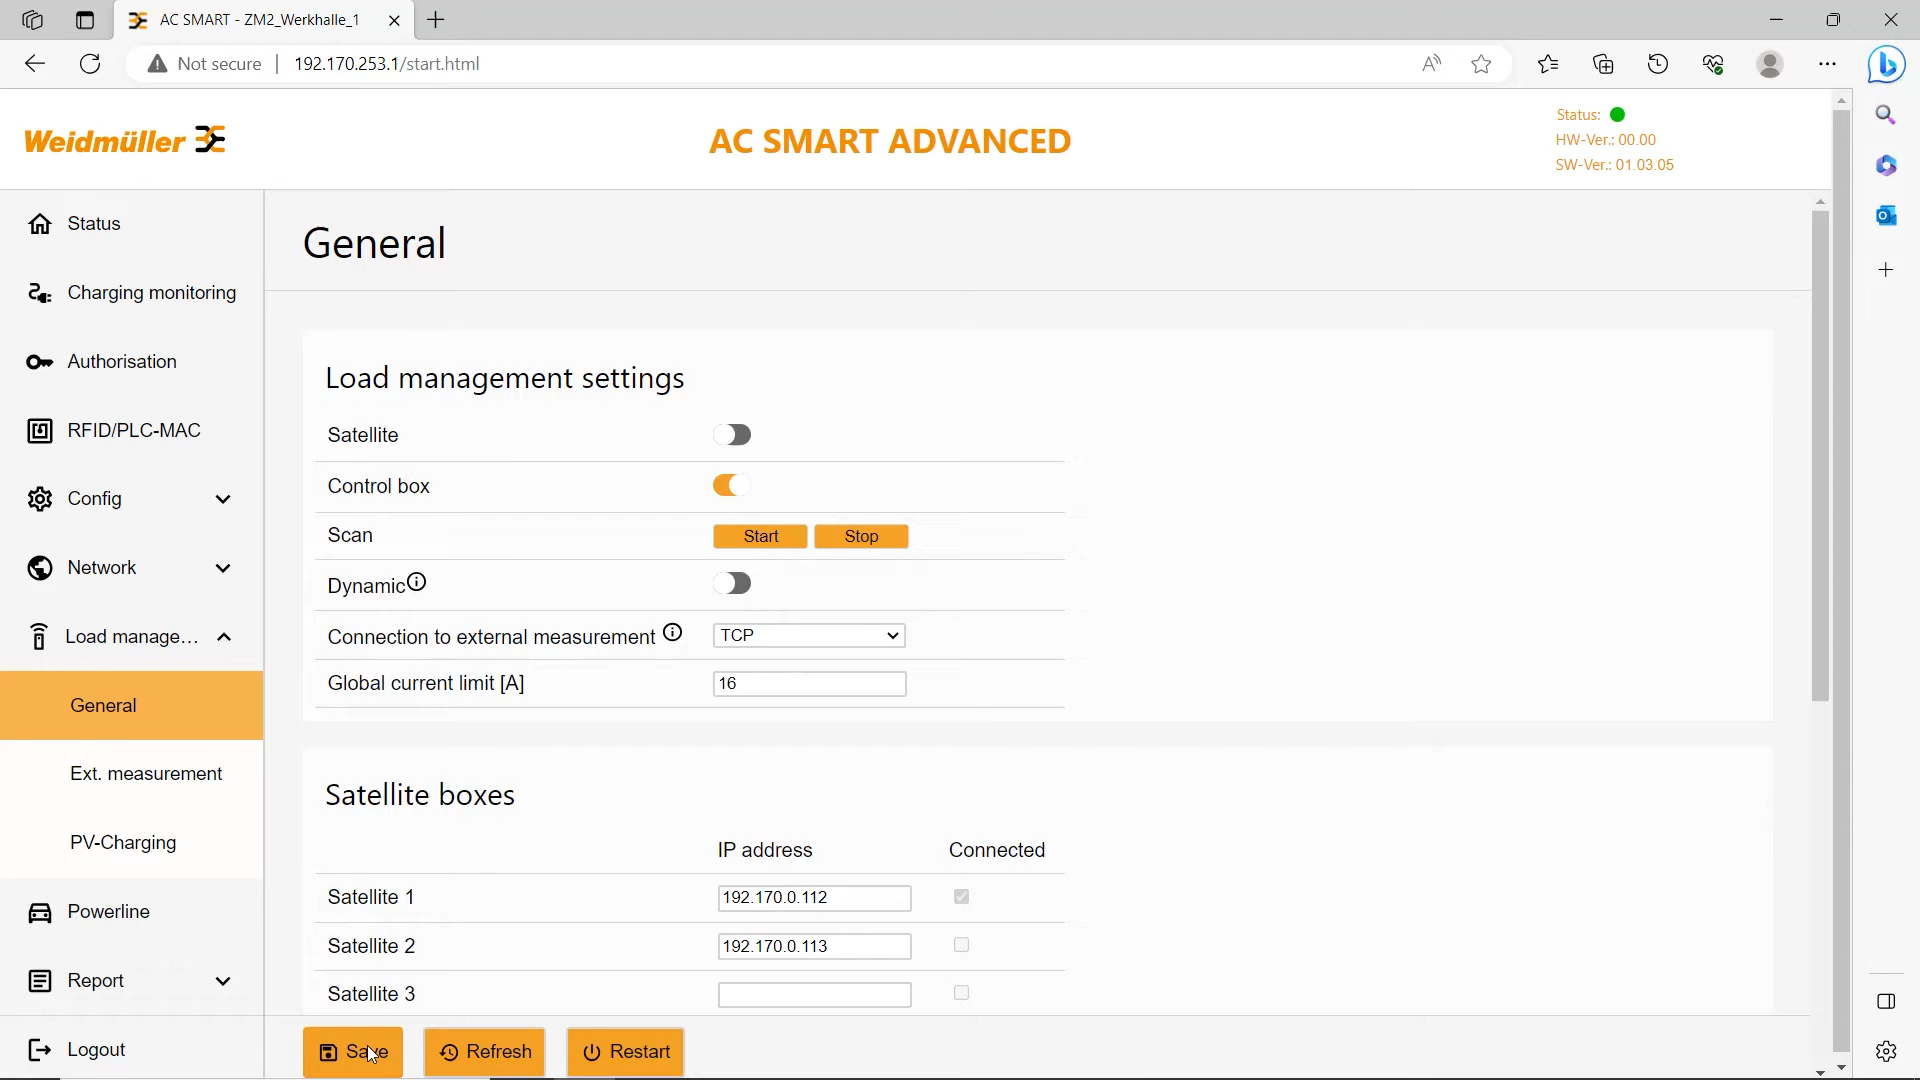 AC SMART - ZM2_Werkhalle_1
Not secure | 192.170.253.1/start.html
Weidmüller
AC SMART ADVANCED
Status:
HW-Ver.: 00.00
SW-Ver.: 01.03.05
Status
Charging monitoring
Authorisation
RFID/PLC-MAC
Config
Network
Load manage...
General
Ext. measurement
PV-Charging
Powerline
Report
Logout
General
Load management settings
Satellite
Control box
Scan Start Stop
Dynamic
Connection to external measurement TCP
Global current limit [A] 16
Satellite boxes
IP address Connected
Satellite 1 192.170.0.112
Satellite 2 192.170.0.113
Satellite 3
Save Refresh Restart